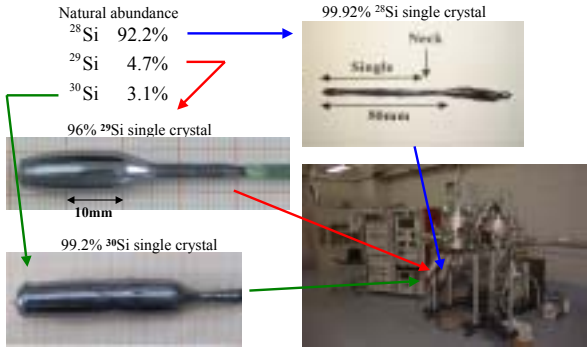 Natural abundance
²⁸Si 92.2%
²⁹Si 4.7%
³⁰Si 3.1%
99.92% ²⁸Si single crystal
Neck
Single
50mm
96% ²⁹Si single crystal
10mm
99.2% ³⁰Si single crystal